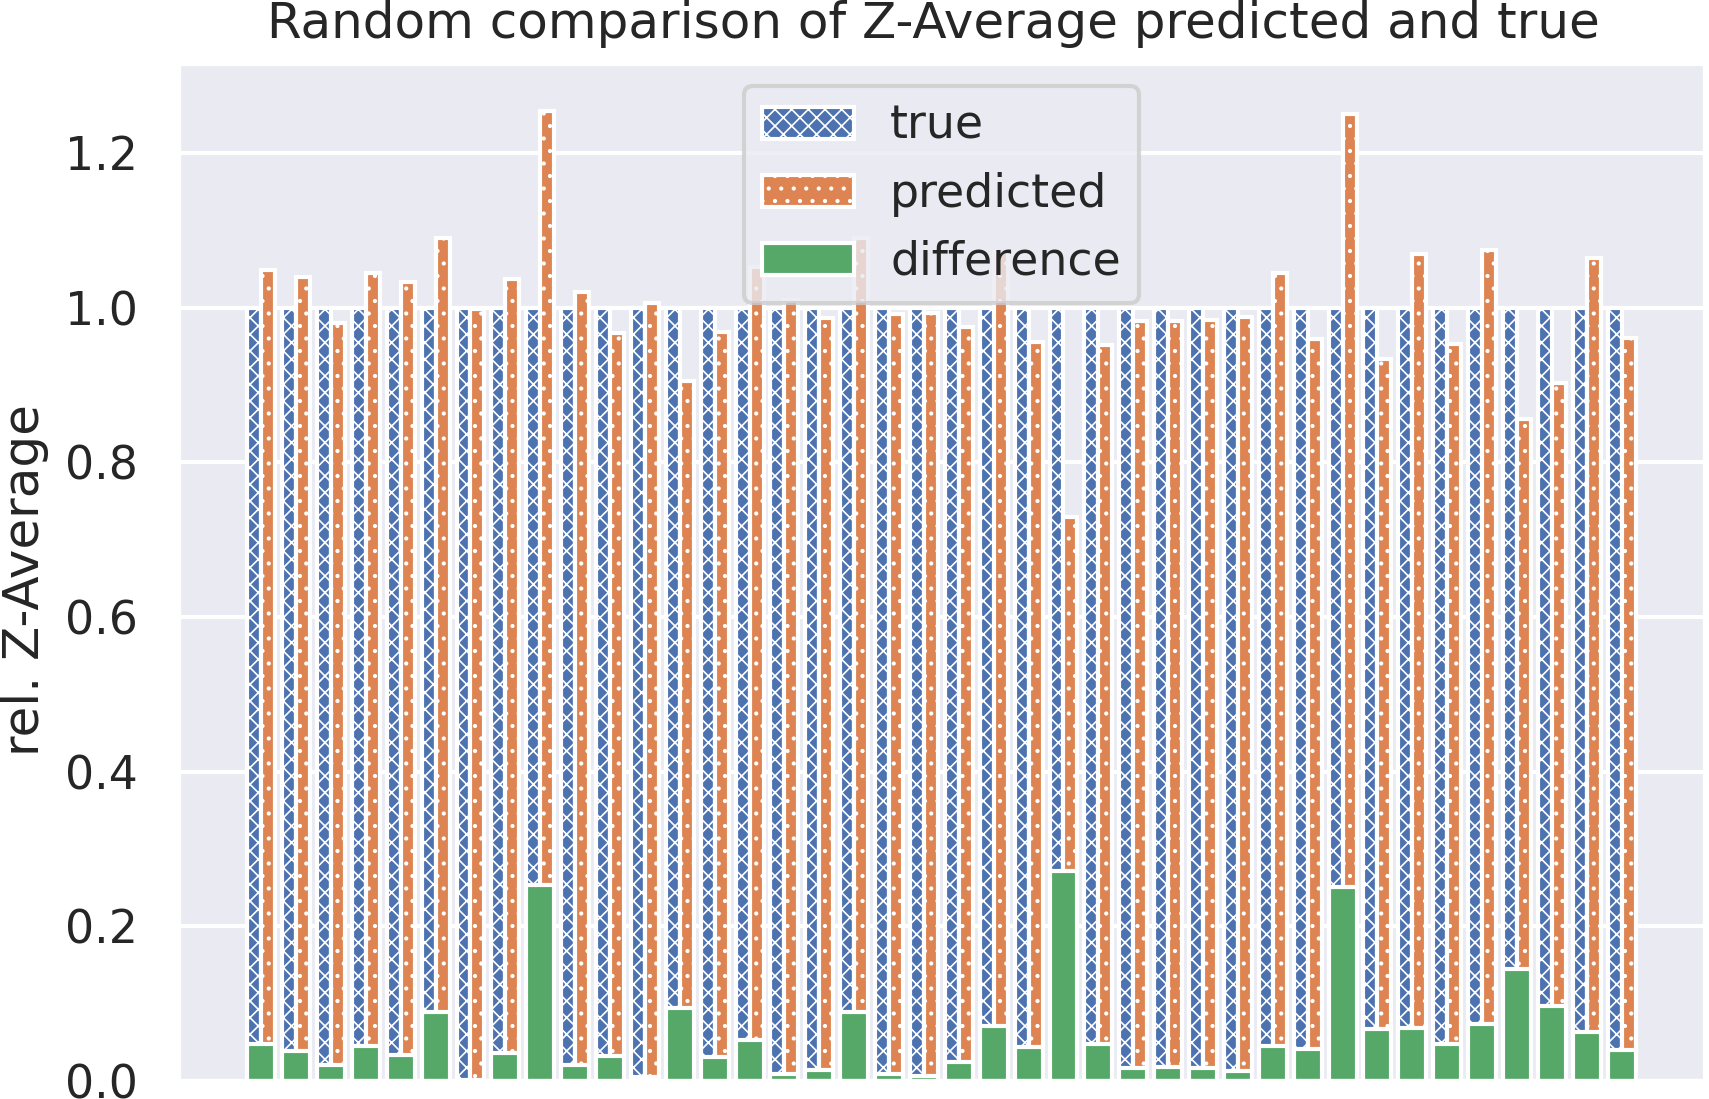 Random comparison of Z-Average predicted and true
true
predicted
difference
rel. Z-Average
1.2
1.0
0.8
0.6
0.4
0.2
0.0